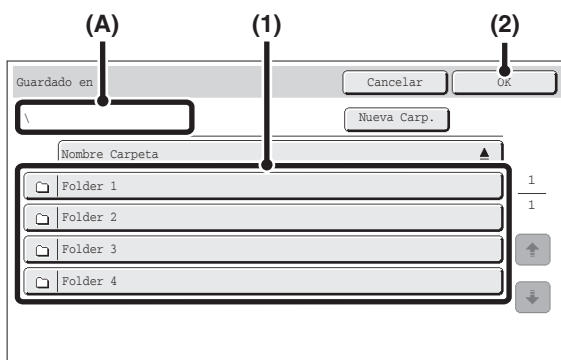 (A) (1) (2)
Guardado en Cancelar OK
\ Nueva Carp.
Nombre Carpeta
Folder 1
1
Folder 2
1
Folder 3
Folder 4